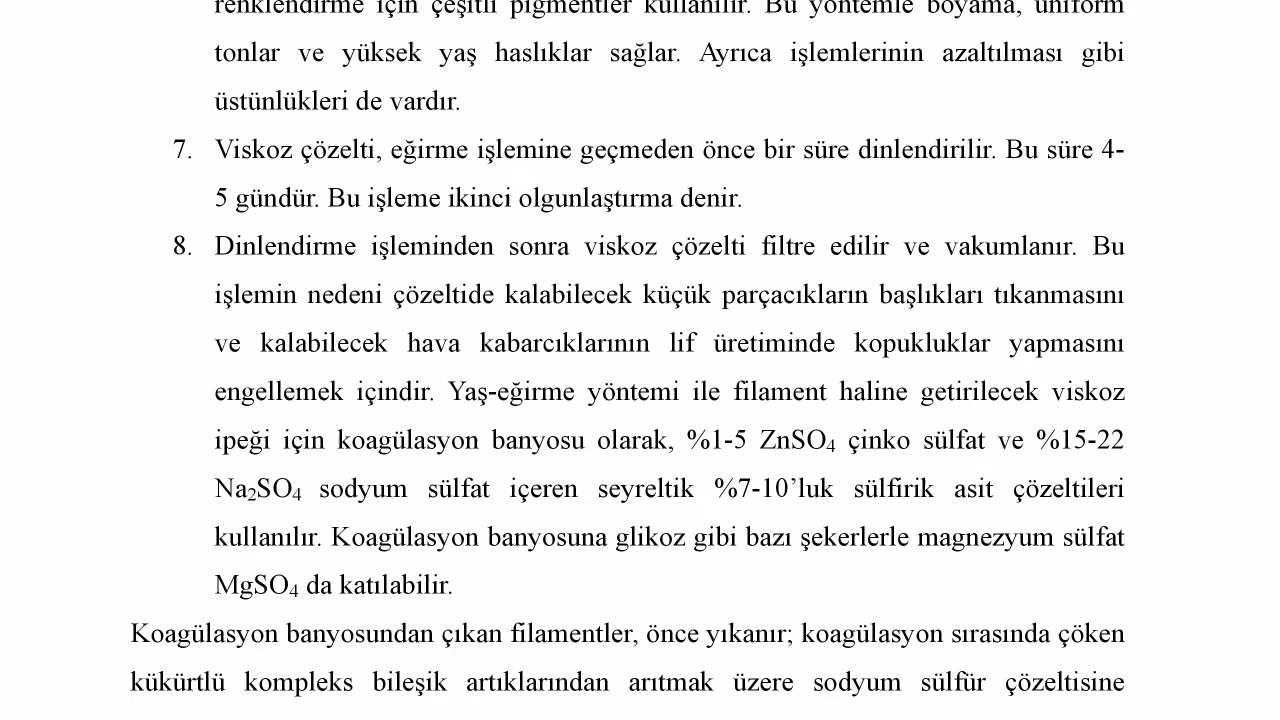 renklendirme için çeşitli pigmentler kullanılır. Bu yöntemle boyama, uniform
tonlar ve yüksek yaş haslıklar sağlar. Ayrıca işlemlerinin azaltılması gibi
üstünlükleri de vardır.
7. Viskoz çözelti, eğirme işlemine geçmeden önce bir süre dinlendirilir. Bu süre 4-
5 gündür. Bu işleme ikinci olgunlaştırma denir.
8. Dinlendirme işleminden sonra viskoz çözelti filtre edilir ve vakumlanır. Bu
işlemin nedeni çözeltide kalabilecek küçük parçacıkların başlıkları tıkanmasını
ve kalabilecek hava kabarcıklarının lif üretiminde kopukluklar yapmasını
engellemek içindir. Yaş-eğirme yöntemi ile filament haline getirilecek viskoz
ipeği için koagülasyon banyosu olarak, %1-5 ZnSO₄ çinko sülfat ve %15-22
Na₂SO₄ sodyum sülfat içeren seyreltik %7-10’luk sülfirik asit çözeltileri
kullanılır. Koagülasyon banyosuna glikoz gibi bazı şekerlerle magnezyum sülfat
MgSO₄ da katılabilir.
Koagülasyon banyosundan çıkan filamentler, önce yıkanır; koagülasyon sırasında çöken
kükürtlü kompleks bileşik artıklarından arıtmak üzere sodyum sülfür çözeltisine